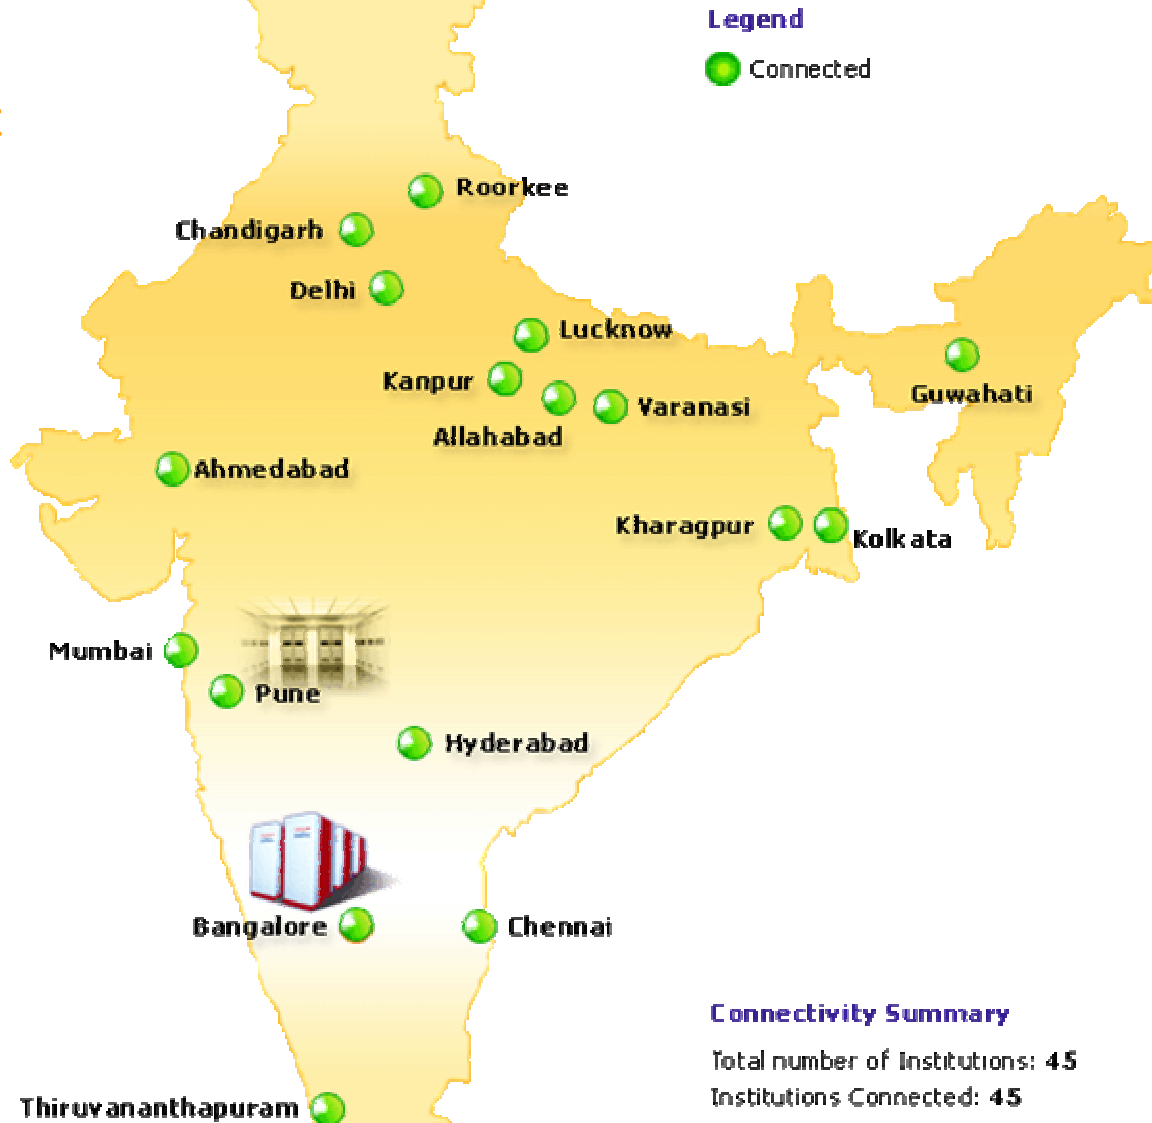 Legend
Connected
Roorkee
Chandigarh
Delhi
Lucknow
Kanpur
Guwahati
Varanasi
Allahabad
Ahmedabad
Kharagpur
Kolkata
Mumbai
Pune
Hyderabad
Bangalore
Chennai
Connectivity Summary
Total number of Institutions: 45
Institutions Connected: 45
Thiruvananthapuram